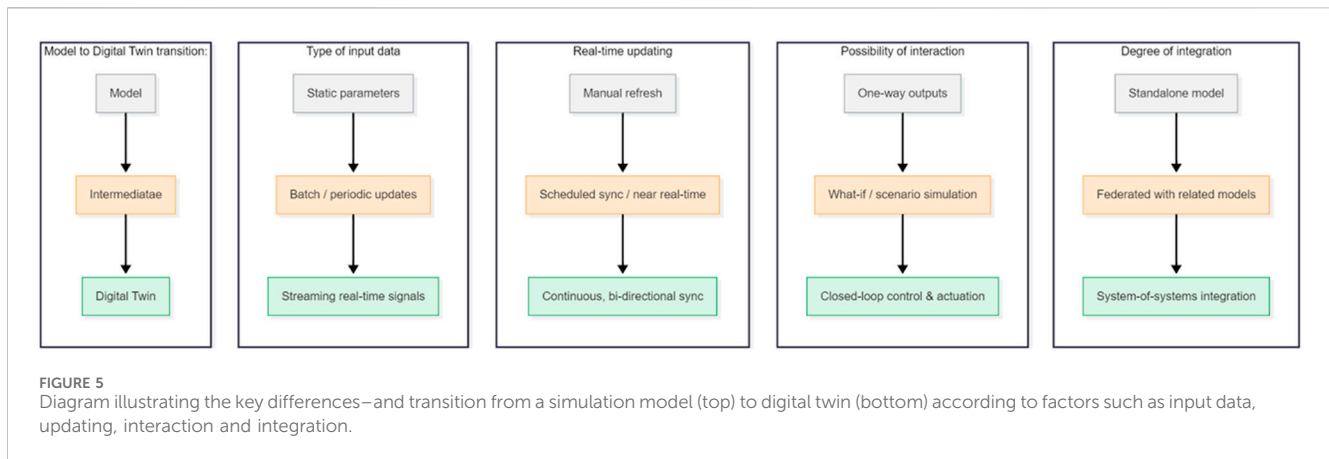 Model to Digital Twin transition:
Model
Intermediatae
Digital Twin
Type of input data
Static parameters
Batch / periodic updates
Streaming real-time signals
Real-time updating
Manual refresh
Scheduled sync / near real-time
Continuous, bi-directional sync
Possibility of interaction
One-way outputs
What-if / scenario simulation
Closed-loop control & actuation
Degree of integration
Standalone model
Federated with related models
System-of-systems integration
FIGURE 5
Diagram illustrating the key differences–and transition from a simulation model (top) to digital twin (bottom) according to factors such as input data,
updating, interaction and integration.